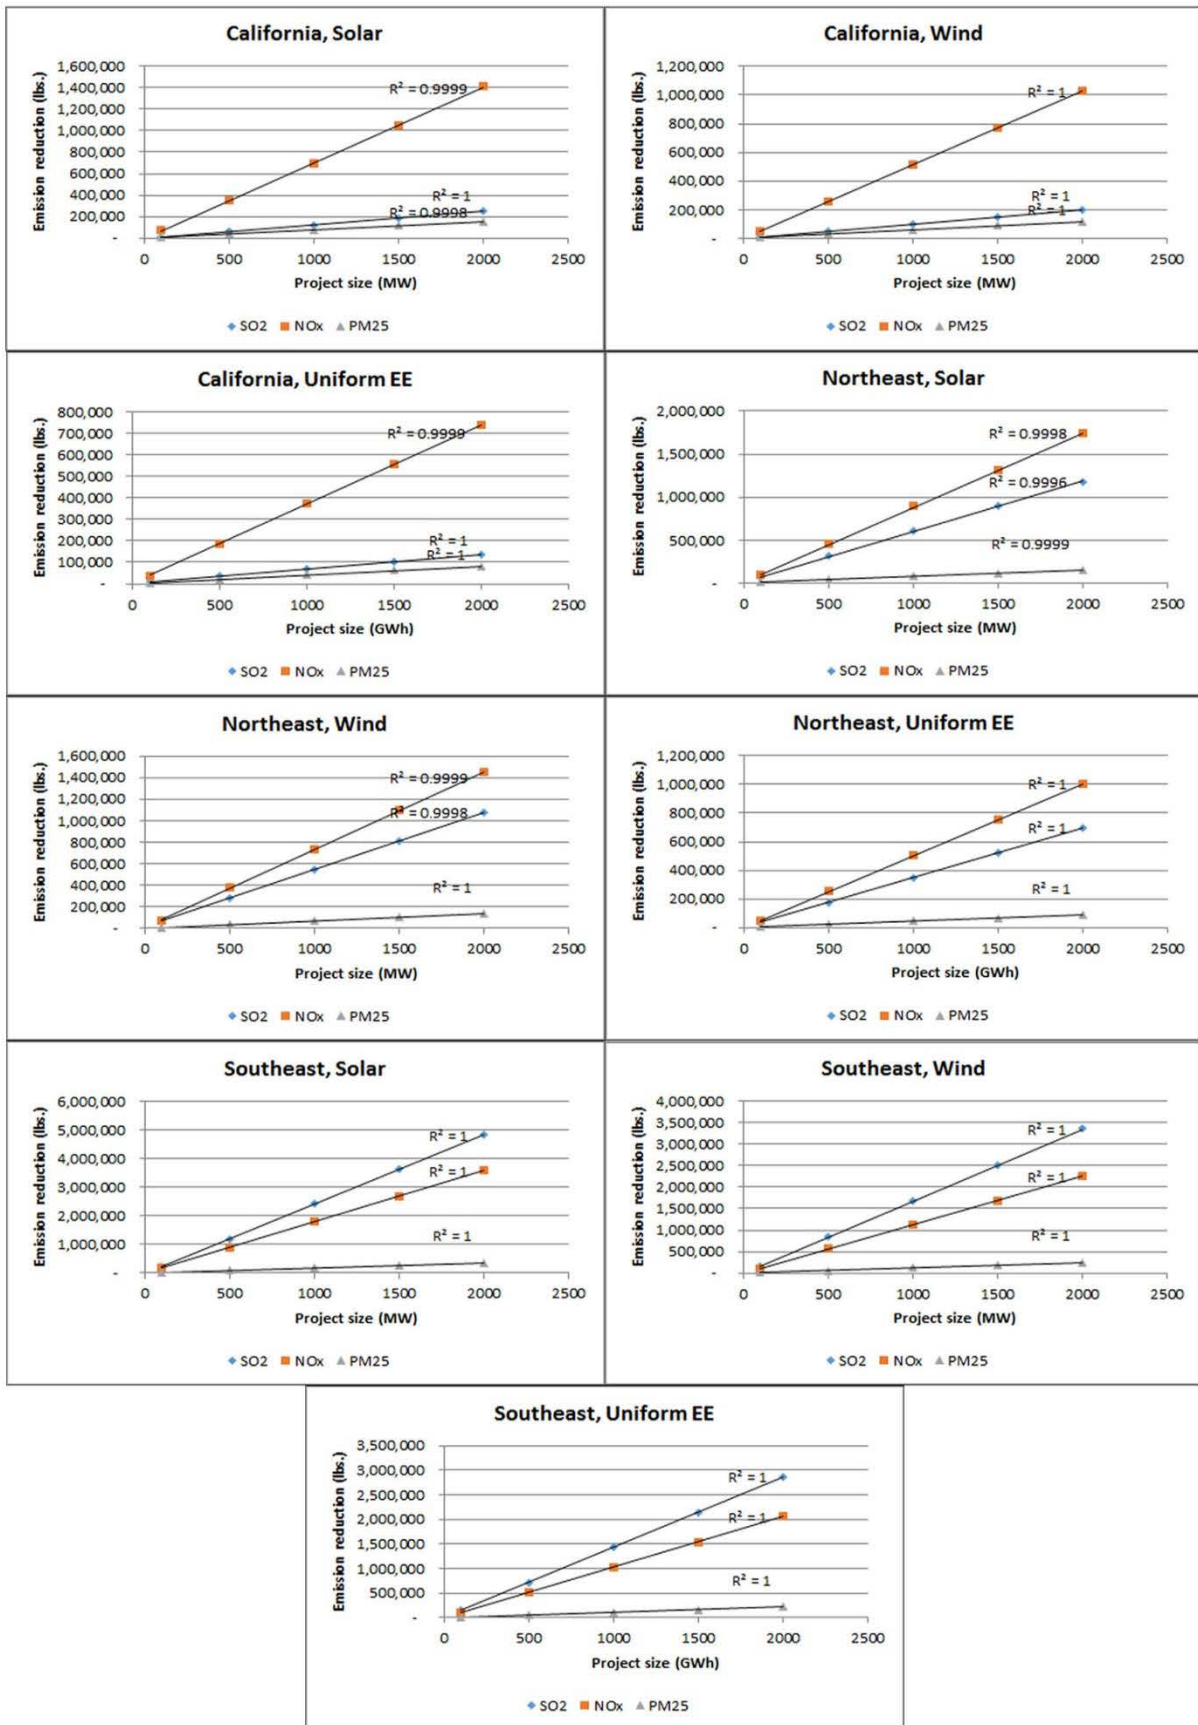 California, Solar
Emission reduction (lbs.)
1,600,000
1,400,000
1,200,000
1,000,000
800,000
600,000
400,000
200,000
-
R² = 0.9999
R² = 1
R² = 0.9998
0 500 1000 1500 2000 2500
Project size (MW)
SO2 NOx PM25
California, Wind
Emission reduction (lbs.)
1,200,000
1,000,000
800,000
600,000
400,000
200,000
-
R² = 1
R² = 1
R² = 1
0 500 1000 1500 2000 2500
Project size (MW)
SO2 NOx PM25
California, Uniform EE
Emission reduction (lbs.)
800,000
700,000
600,000
500,000
400,000
300,000
200,000
100,000
-
R² = 0.9999
R² = 1
R² = 1
0 500 1000 1500 2000 2500
Project size (GWh)
SO2 NOx PM25
Northeast, Solar
Emission reduction (lbs.)
2,000,000
1,500,000
1,000,000
500,000
-
R² = 0.9998
R² = 0.9996
R² = 0.9999
0 500 1000 1500 2000 2500
Project size (MW)
SO2 NOx PM25
Northeast, Wind
Emission reduction (lbs.)
1,600,000
1,400,000
1,200,000
1,000,000
800,000
600,000
400,000
200,000
-
R² = 0.9999
R² = 0.9998
R² = 1
0 500 1000 1500 2000 2500
Project size (MW)
SO2 NOx PM25
Northeast, Uniform EE
Emission reduction (lbs.)
1,200,000
1,000,000
800,000
600,000
400,000
200,000
-
R² = 1
R² = 1
R² = 1
0 500 1000 1500 2000 2500
Project size (GWh)
SO2 NOx PM25
Southeast, Solar
Emission reduction (lbs.)
6,000,000
5,000,000
4,000,000
3,000,000
2,000,000
1,000,000
-
R² = 1
R² = 1
R² = 1
0 500 1000 1500 2000 2500
Project size (MW)
SO2 NOx PM25
Southeast, Wind
Emission reduction (lbs.)
4,000,000
3,500,000
3,000,000
2,500,000
2,000,000
1,500,000
1,000,000
500,000
-
R² = 1
R² = 1
R² = 1
0 500 1000 1500 2000 2500
Project size (MW)
SO2 NOx PM25
Southeast, Uniform EE
Emission reduction (lbs.)
3,500,000
3,000,000
2,500,000
2,000,000
1,500,000
1,000,000
500,000
-
R² = 1
R² = 1
R² = 1
0 500 1000 1500 2000 2500
Project size (GWh)
SO2 NOx PM25